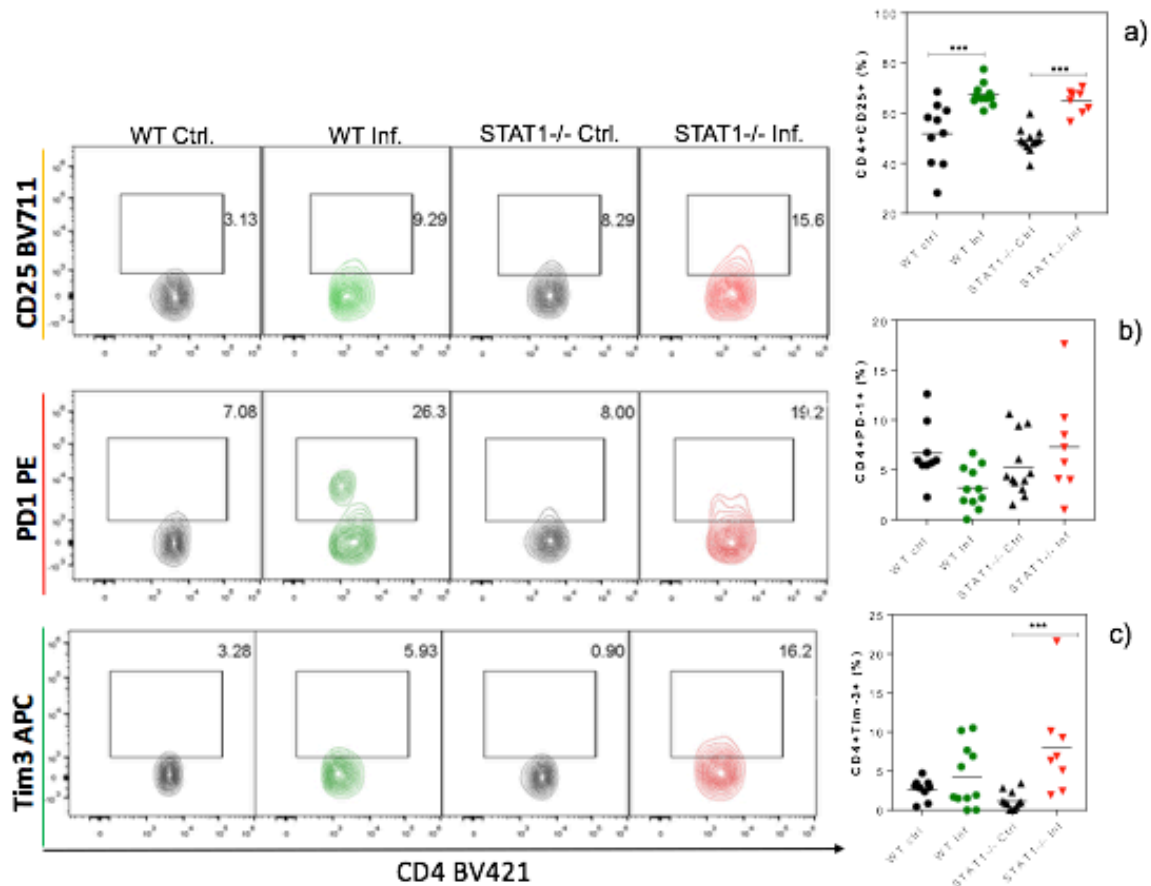 WT Ctrl. WT Inf. STAT1-/- Ctrl. STAT1-/- Inf.
CD25 BV711
3.13 9.29 8.29 15.6
PD1 PE
7.08 26.3 8.00 19.2
Tim3 APC
3.28 5.93 0.90 16.2
CD4 BV421
a)
CD4+CD25+ (%)
100
80
60
40
20
***
***
WT ctrl WT Inf STAT1-/- Ctrl STAT1-/- Inf
b)
CD4+PD-1+ (%)
20
15
10
5
0
WT ctrl WT Inf STAT1-/- Ctrl STAT1-/- Inf
c)
CD4+Tim-3+ (%)
25
20
15
10
5
0
***
WT ctrl WT Inf STAT1-/- Ctrl STAT1-/- Inf